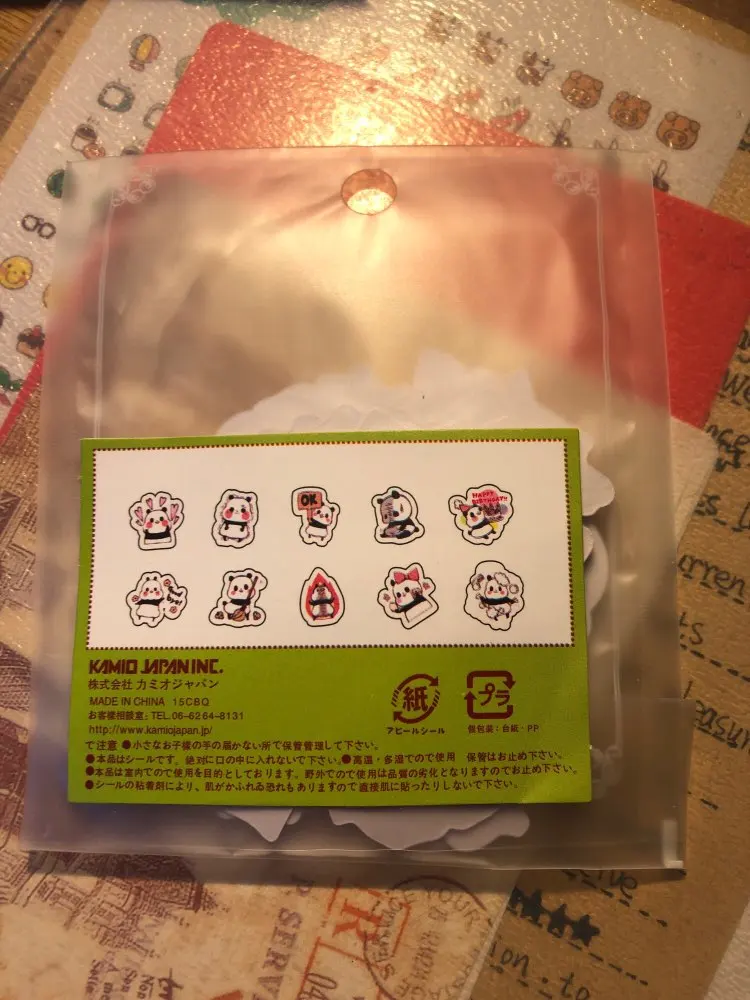 OK
HAPPY
BIRTHDAY!!
KAMIO JAPAN INC.
株式会社 カミオジャパン
MADE IN CHINA 15CBQ
お客様相談室: TEL.06-6264-8131
http://www.kamiojapan.jp/
紙
アピールシール
プラ
個包装:台紙・PP
で注意 ●小さなお子様の手の届かない所で保管管理して下さい。
●本品はシールです。絶対に口の中に入れないで下さい。●高温・多湿でので使用 保管はお止め下さい。
●本品は室内でので使用を目的としております。野外でので使用は品質の劣化となりますのでお止め下さい。
●シールの粘着剤により、肌がかふれゐ恐れもありますので直接肌に貼ったりしないで下さい。
P. SERV
YOUR
ion
to